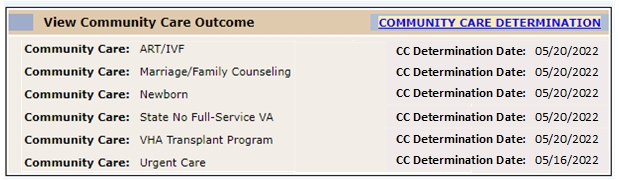 View Community Care Outcome COMMUNITY CARE DETERMINATION
Community Care: ART/IVF CC Determination Date: 05/20/2022
Community Care: Marriage/Family Counseling CC Determination Date: 05/20/2022
Community Care: Newborn CC Determination Date: 05/20/2022
Community Care: State No Full-Service VA CC Determination Date: 05/20/2022
Community Care: VHA Transplant Program CC Determination Date: 05/20/2022
Community Care: Urgent Care CC Determination Date: 05/16/2022